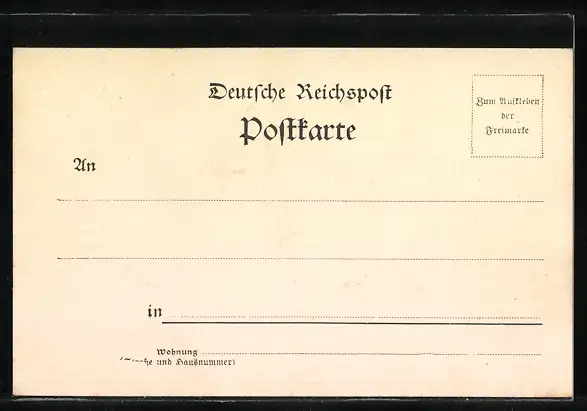 Deutsche Reichspost
Postkarte
Zum Aufkleben
der
Freimarke
An
in
Wohnung
und Hausnummer)